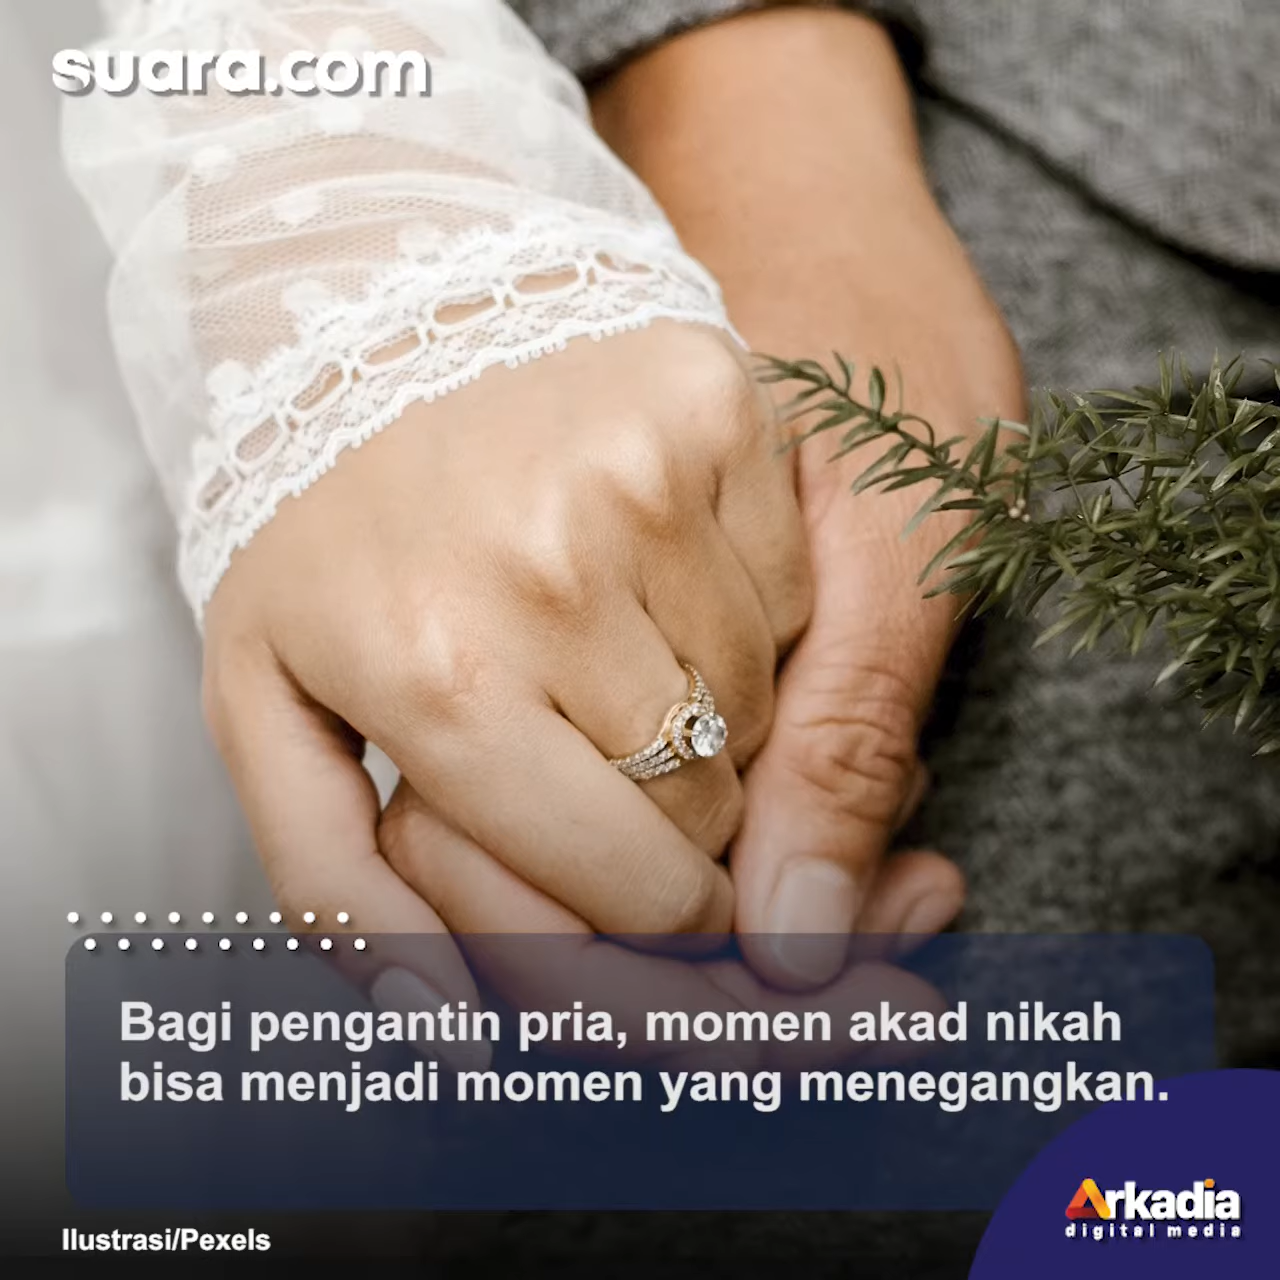 suara.com
Bagi pengantin pria, momen akad nikah
bisa menjadi momen yang menegangkan.
Ilustrasi/Pexels
Arkadia
digital media